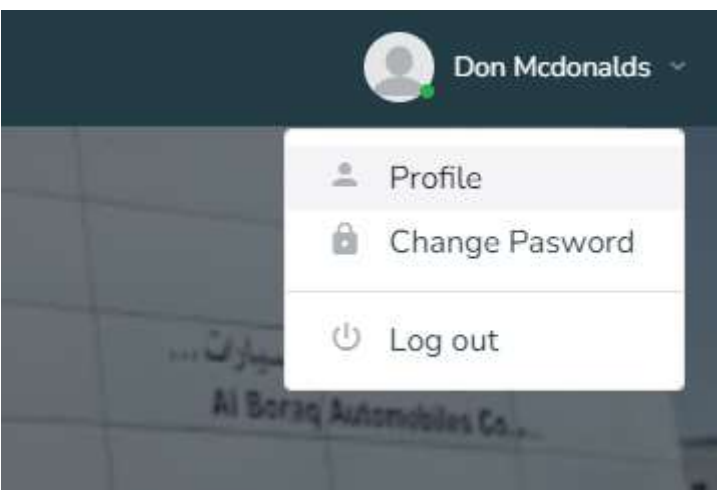 Don Mcdonalds
Profile
Change Pasword
Log out
Al Boraq Automobiles Co...